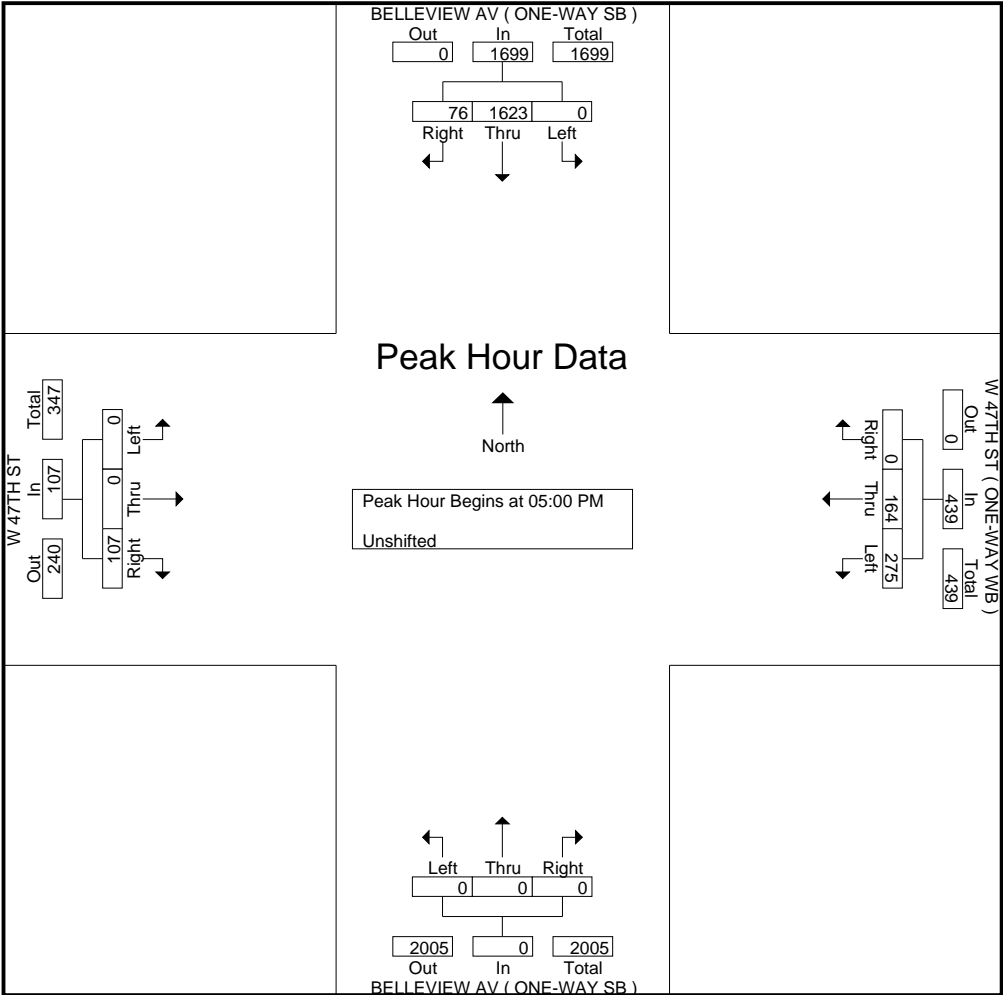 BELLEVIEW AV ( ONE-WAY SB )
Out In Total
0 1699 1699
76 1623 0
Right Thru Left
Peak Hour Data
North
Peak Hour Begins at 05:00 PM
Unshifted
W 47TH ST
Total In Out
347 107 240
0 0 107
Left Thru Right
W 47TH ST ( ONE-WAY WB )
Out In Total
0 439 439
0 164 275
Right Thru Left
Left Thru Right
0 0 0
2005 0 2005
Out In Total
BELLEVIEW AV ( ONE-WAY SB )